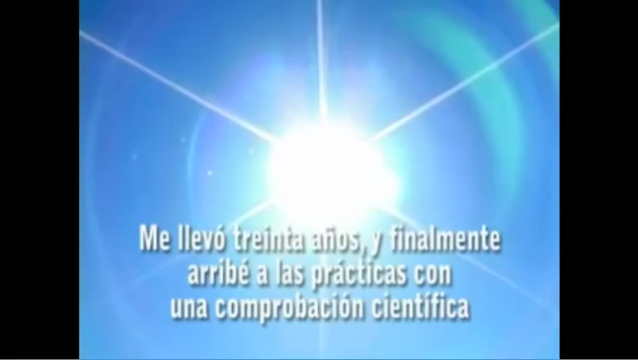 Me llevó treinta años, y finalmente
arribé a las prácticas con
una comprobación científica